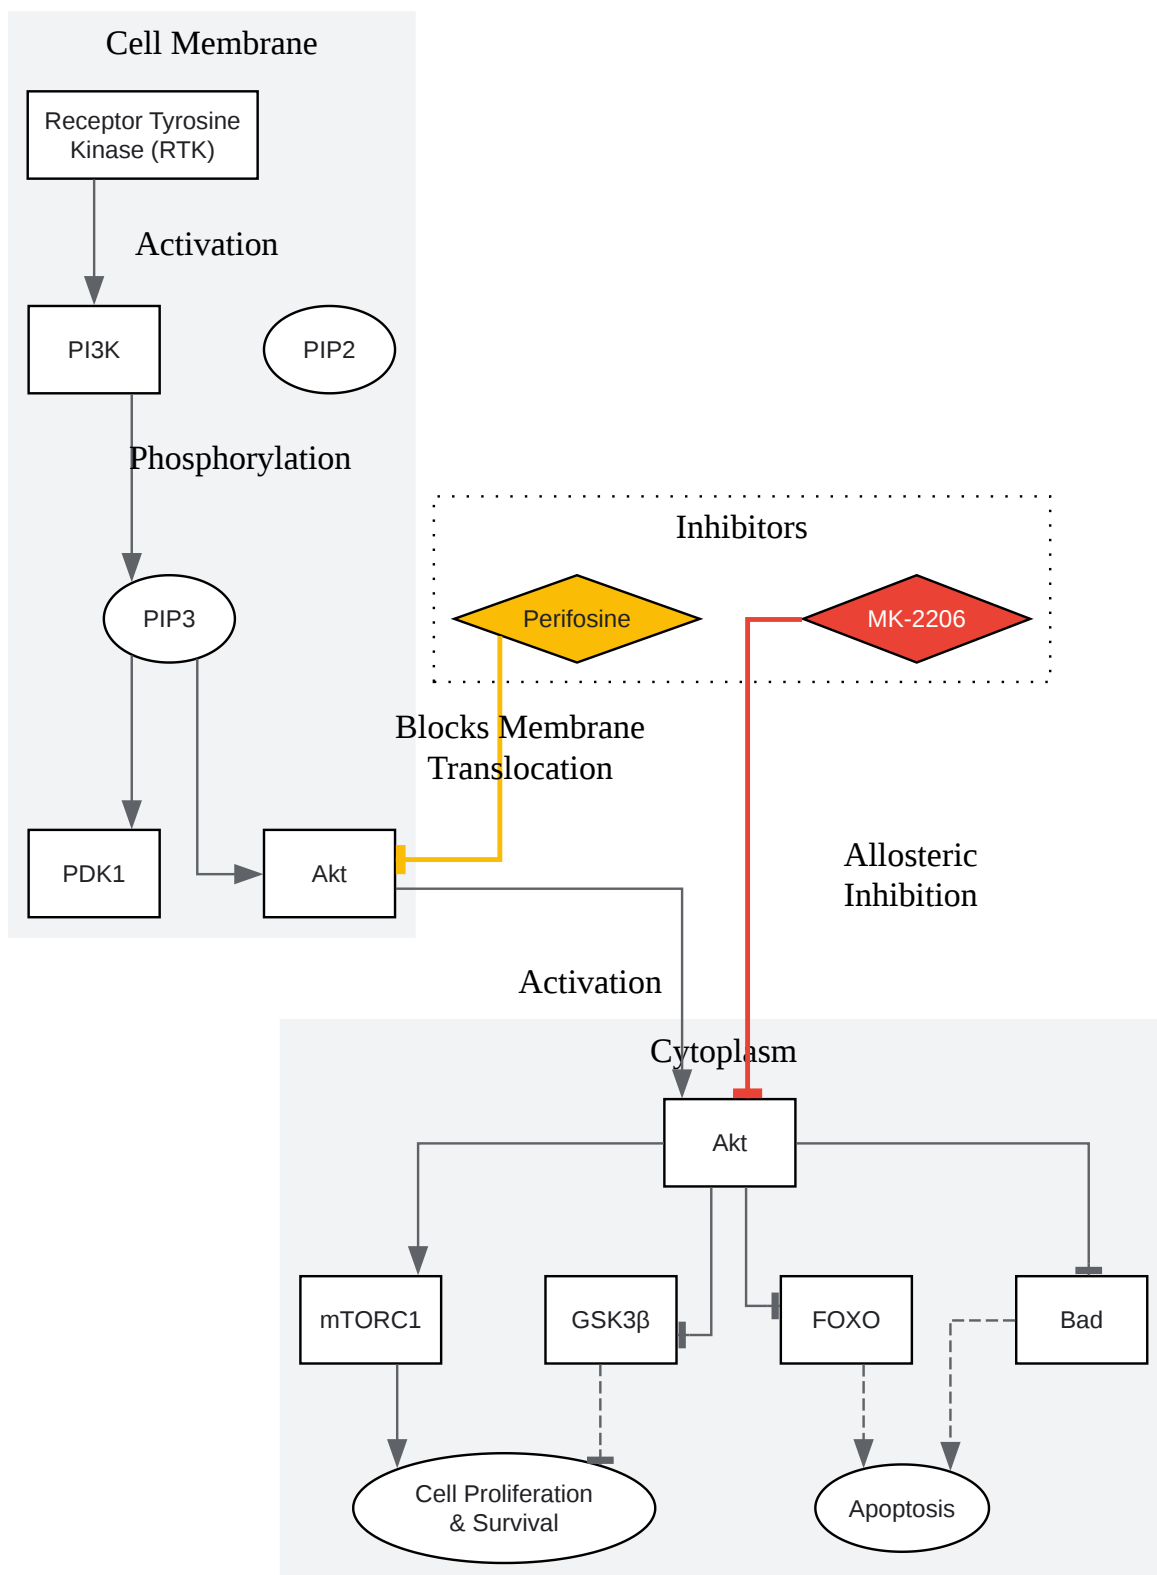 Cell Membrane
Receptor Tyrosine
Kinase (RTK)
Activation
PI3K
PIP2
Phosphorylation
Inhibitors
PIP3
Perifosine
MK-2206
Blocks Membrane
Translocation
PDK1
Akt
Allosteric
Inhibition
Activation
Cytoplasm
Akt
mTORC1
GSK3β
FOXO
Bad
Cell Proliferation
& Survival
Apoptosis